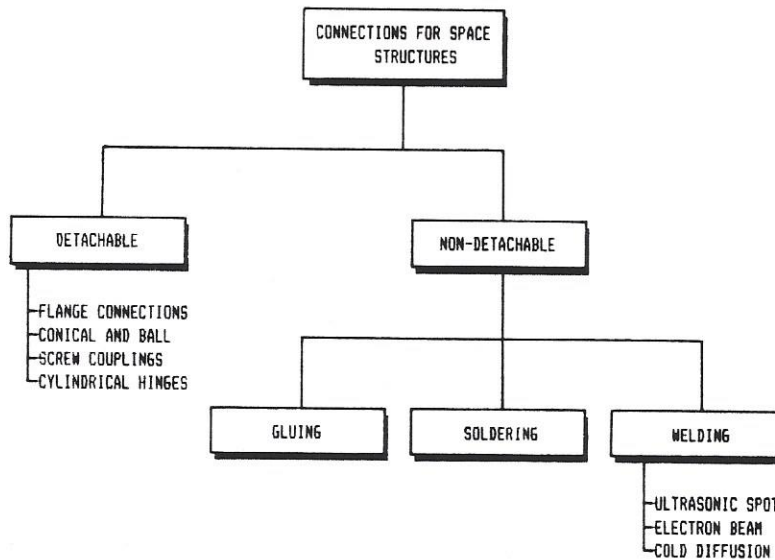 CONNECTIONS FOR SPACE
STRUCTURES
DETACHABLE
NON-DETACHABLE
FLANGE CONNECTIONS
CONICAL AND BALL
SCREW COUPLINGS
CYLINDRICAL HINGES
GLUING
SOLDERING
WELDING
ULTRASONIC SPOT
ELECTRON BEAM
COLD DIFFUSION